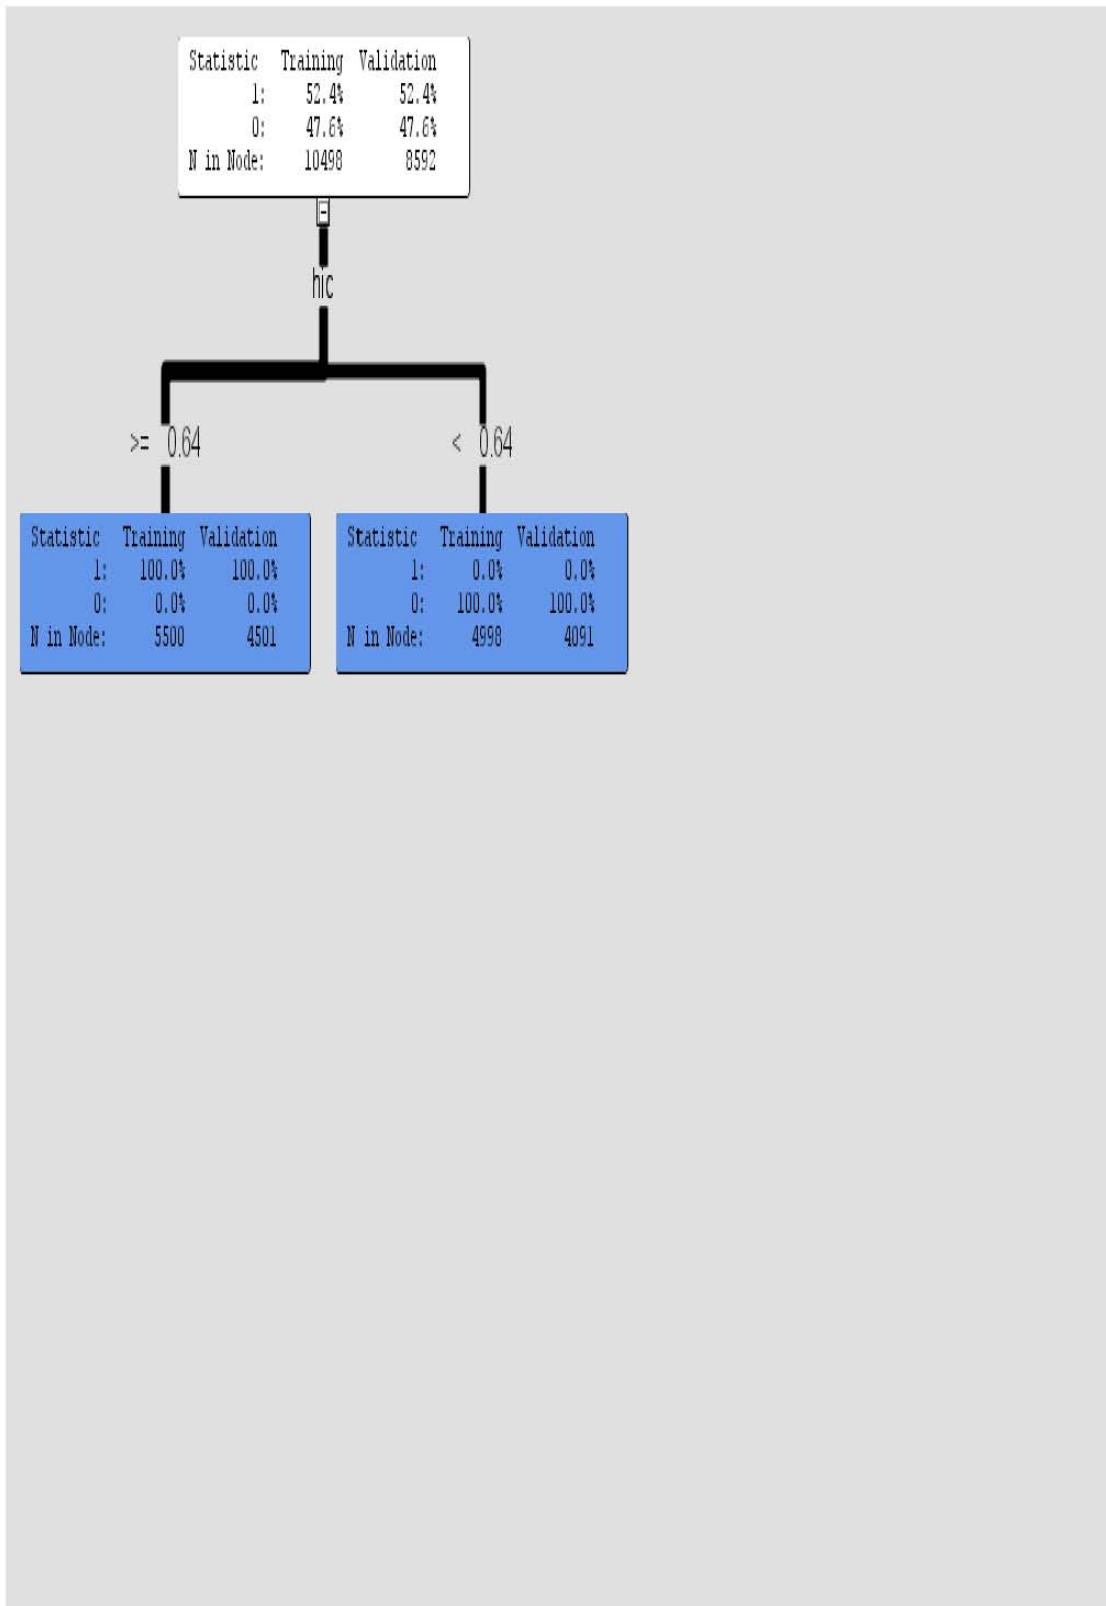 Statistic Training Validation
1: 52.4% 52.4%
0: 47.6% 47.6%
N in Node: 10498 8592
hic
>= 0.64
< 0.64
Statistic Training Validation
1: 100.0% 100.0%
0: 0.0% 0.0%
N in Node: 5500 4501
Statistic Training Validation
1: 0.0% 0.0%
0: 100.0% 100.0%
N in Node: 4998 4091